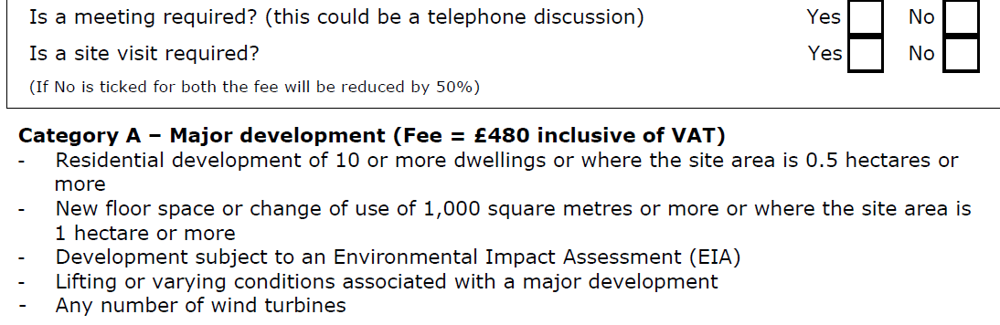 Is a meeting required? (this could be a telephone discussion) Yes No
Is a site visit required? Yes No
(If No is ticked for both the fee will be reduced by 50%)
Category A – Major development (Fee = £480 inclusive of VAT)
- Residential development of 10 or more dwellings or where the site area is 0.5 hectares or
more
- New floor space or change of use of 1,000 square metres or more or where the site area is
1 hectare or more
- Development subject to an Environmental Impact Assessment (EIA)
- Lifting or varying conditions associated with a major development
- Any number of wind turbines